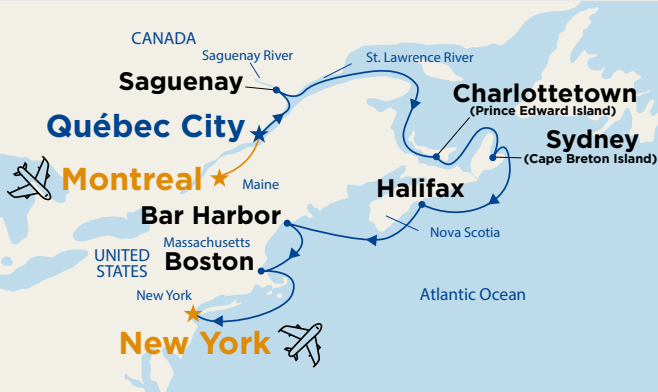 CANADA
Saguenay River
St. Lawrence River
Saguenay
Charlottetown
(Prince Edward Island)
Québec City
Sydney
(Cape Breton Island)
Montreal
Maine
Halifax
Bar Harbor
Nova Scotia
Massachusetts
UNITED
STATES
Boston
New York
Atlantic Ocean
New York